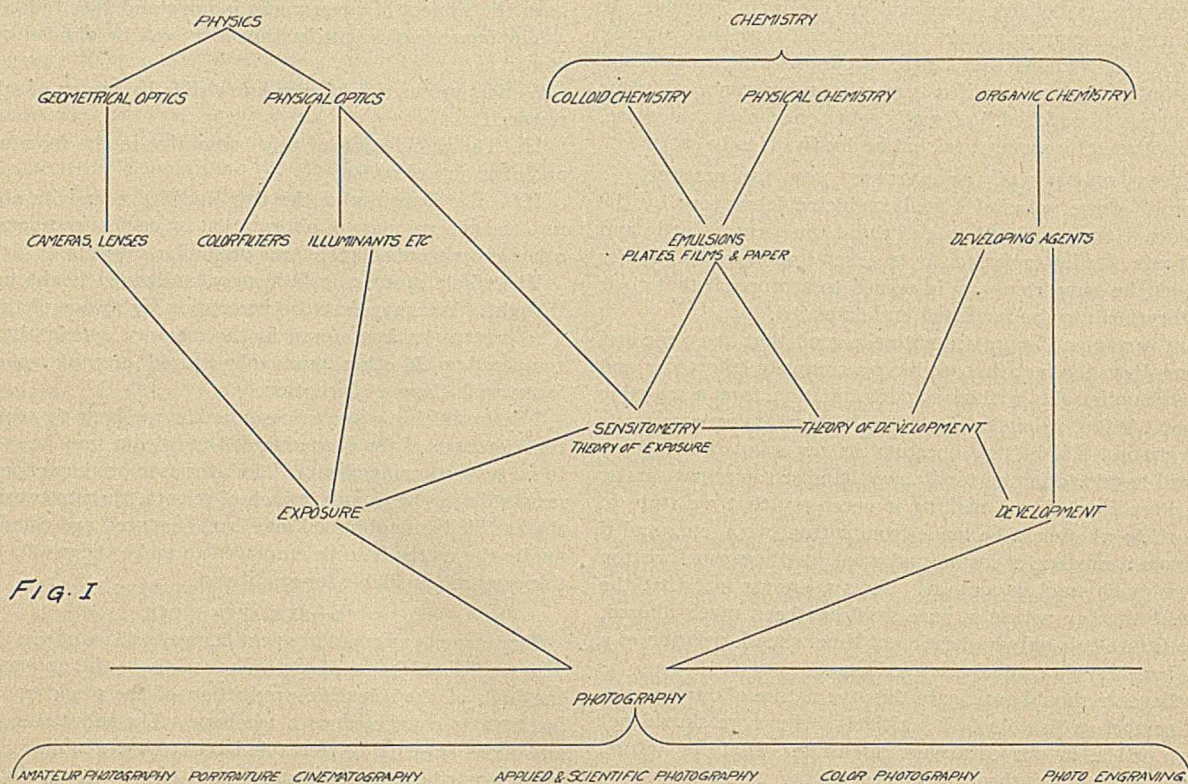 PHYSICS
CHEMISTRY
GEOMETRICAL OPTICS
PHYSICAL OPTICS
COLLOID CHEMISTRY
PHYSICAL CHEMISTRY
ORGANIC CHEMISTRY
CAMERAS, LENSES
COLORFILTERS
ILLUMINANTS ETC
EMULSIONS
PLATES, FILMS & PAPER
DEVELOPING AGENTS
SENSITOMETRY
THEORY OF EXPOSURE
THEORY OF DEVELOPMENT
EXPOSURE
DEVELOPMENT
FIG. I
PHOTOGRAPHY
AMATEUR PHOTOGRAPHY
PORTRAITURE
CINEMATOGRAPHY
APPLIED & SCIENTIFIC PHOTOGRAPHY
COLOR PHOTOGRAPHY
PHOTO ENGRAVING